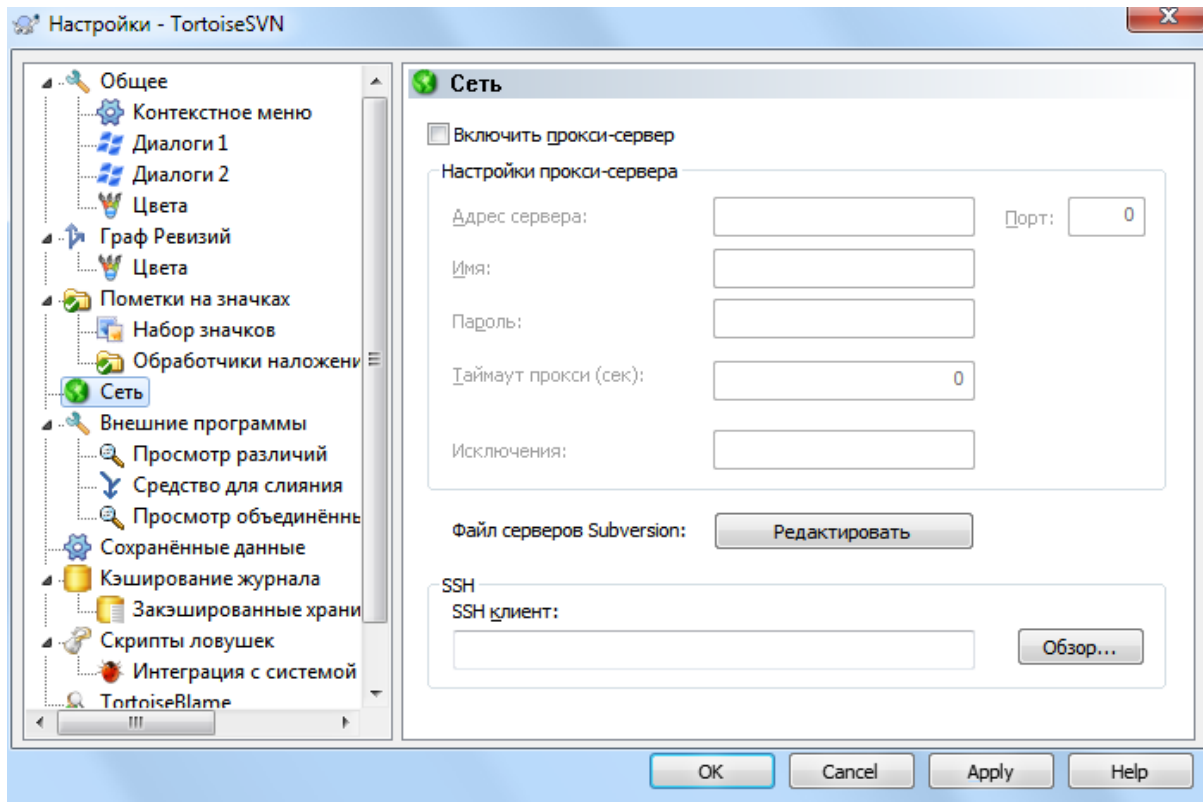 Настройки - TortoiseSVN
Общее
Контекстное меню
Диалоги 1
Диалоги 2
Цвета
Граф Ревизий
Цвета
Пометки на значках
Набор значков
Обработчики наложени
Сеть
Внешние программы
Просмотр различий
Средство для слияния
Просмотр объединённь
Сохранённые данные
Кэширование журнала
Закэшированные храни
Скрипты ловушек
Интеграция с системой
TortoiseBlame
Сеть
Включить прокси-сервер
Настройки прокси-сервера
Адрес сервера:
Порт: 0
Имя:
Пароль:
Таймаут прокси (сек): 0
Исключения:
Файл серверов Subversion: Редактировать
SSH
SSH клиент:
Обзор...
OK Cancel Apply Help